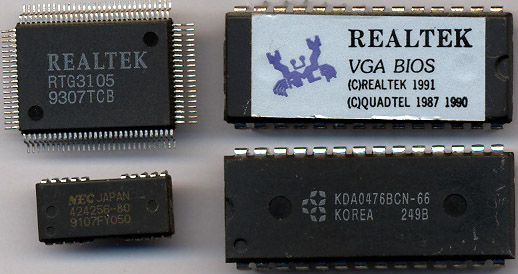 REALTEK
RTG3105
9307TCB
REALTEK
VGA BIOS
(C)REALTEK 1991
(C)QUADTEL 1987 1990
NEC JAPAN
424256-80
9107FY050
KDA0476BCN-66
KOREA 249B